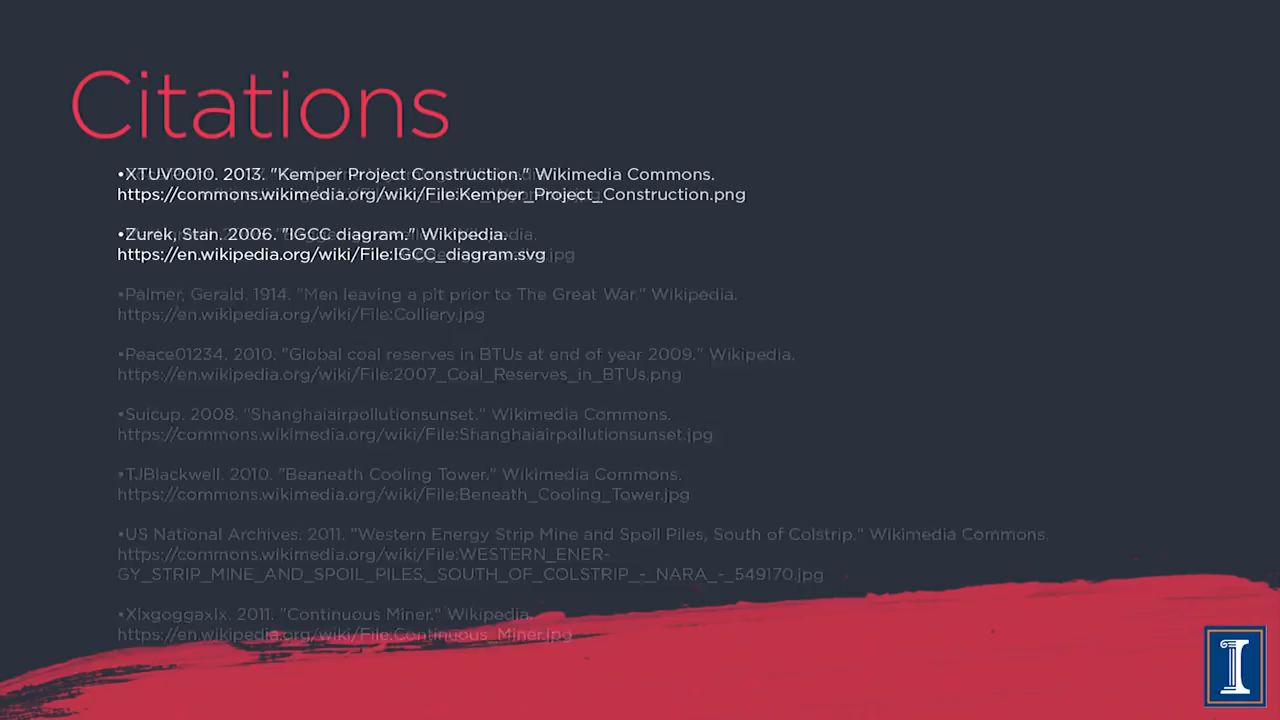 Citations
•XTUV0010. 2013. "Kemper Project Construction." Wikimedia Commons.
https://commons.wikimedia.org/wiki/File:Kemper_Project_Construction.png
•Zurek, Stan. 2006. "IGCC diagram." Wikipedia.
https://en.wikipedia.org/wiki/File:IGCC_diagram.svg
•Palmer, Gerald. 1914. "Men leaving a pit prior to The Great War." Wikipedia.
https://en.wikipedia.org/wiki/File:Colliery.jpg
•Peace01234. 2010. "Global coal reserves in BTUs at end of year 2009." Wikipedia.
https://en.wikipedia.org/wiki/File:2007_Coal_Reserves_in_BTUs.png
•Suicup. 2008. "Shanghaiairpollutionsunset." Wikimedia Commons.
https://commons.wikimedia.org/wiki/File:Shanghaiairpollutionsunset.jpg
•TJBlackwell. 2010. "Beaneath Cooling Tower." Wikimedia Commons.
https://commons.wikimedia.org/wiki/File:Beneath_Cooling_Tower.jpg
•US National Archives. 2011. "Western Energy Strip Mine and Spoil Piles, South of Colstrip." Wikimedia Commons.
https://commons.wikimedia.org/wiki/File:WESTERN_ENER-
GY_STRIP_MINE_AND_SPOIL_PILES,_SOUTH_OF_COLSTRIP_-_NARA_-_549170.jpg
•Xlxgoggaxlx. 2011. "Continuous Miner." Wikipedia.
https://en.wikipedia.org/wiki/File:Continuous_Miner.jpg
I